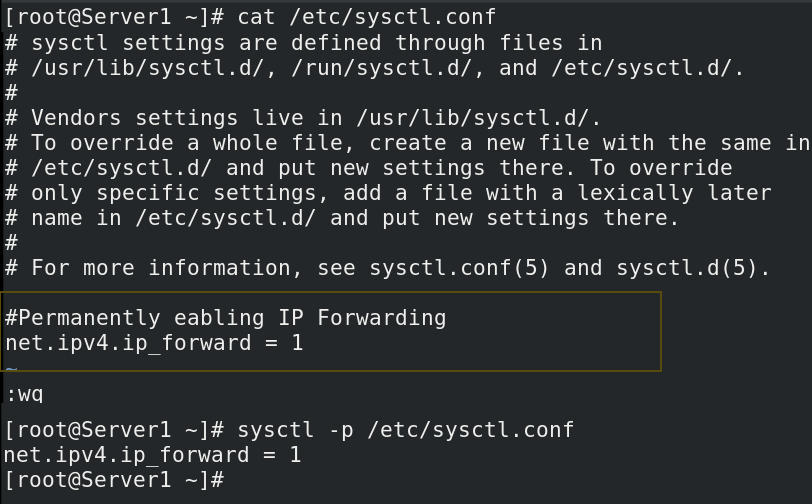 [root@Server1 ~]# cat /etc/sysctl.conf
# sysctl settings are defined through files in
# /usr/lib/sysctl.d/, /run/sysctl.d/, and /etc/sysctl.d/.
#
# Vendors settings live in /usr/lib/sysctl.d/.
# To override a whole file, create a new file with the same in
# /etc/sysctl.d/ and put new settings there. To override
# only specific settings, add a file with a lexically later
# name in /etc/sysctl.d/ and put new settings there.
#
# For more information, see sysctl.conf(5) and sysctl.d(5).
#Permanently eabling IP Forwarding
net.ipv4.ip_forward = 1
~
:wq
[root@Server1 ~]# sysctl -p /etc/sysctl.conf
net.ipv4.ip_forward = 1
[root@Server1 ~]#